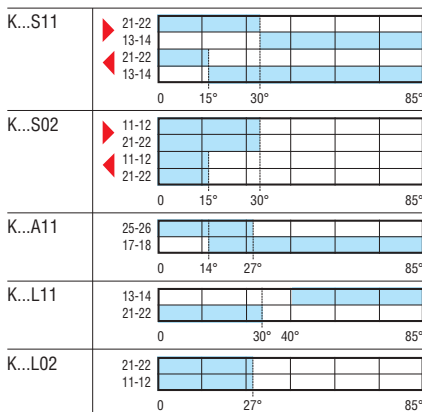 K...S11 21-22
13-14
21-22
13-14
0 15° 30° 85°
K...S02 11-12
21-22
11-12
21-22
0 15° 30° 85°
K...A11 25-26
17-18
0 14° 27° 85°
K...L11 13-14
21-22
0 30° 40° 85°
K...L02 21-22
11-12
0 27° 85°